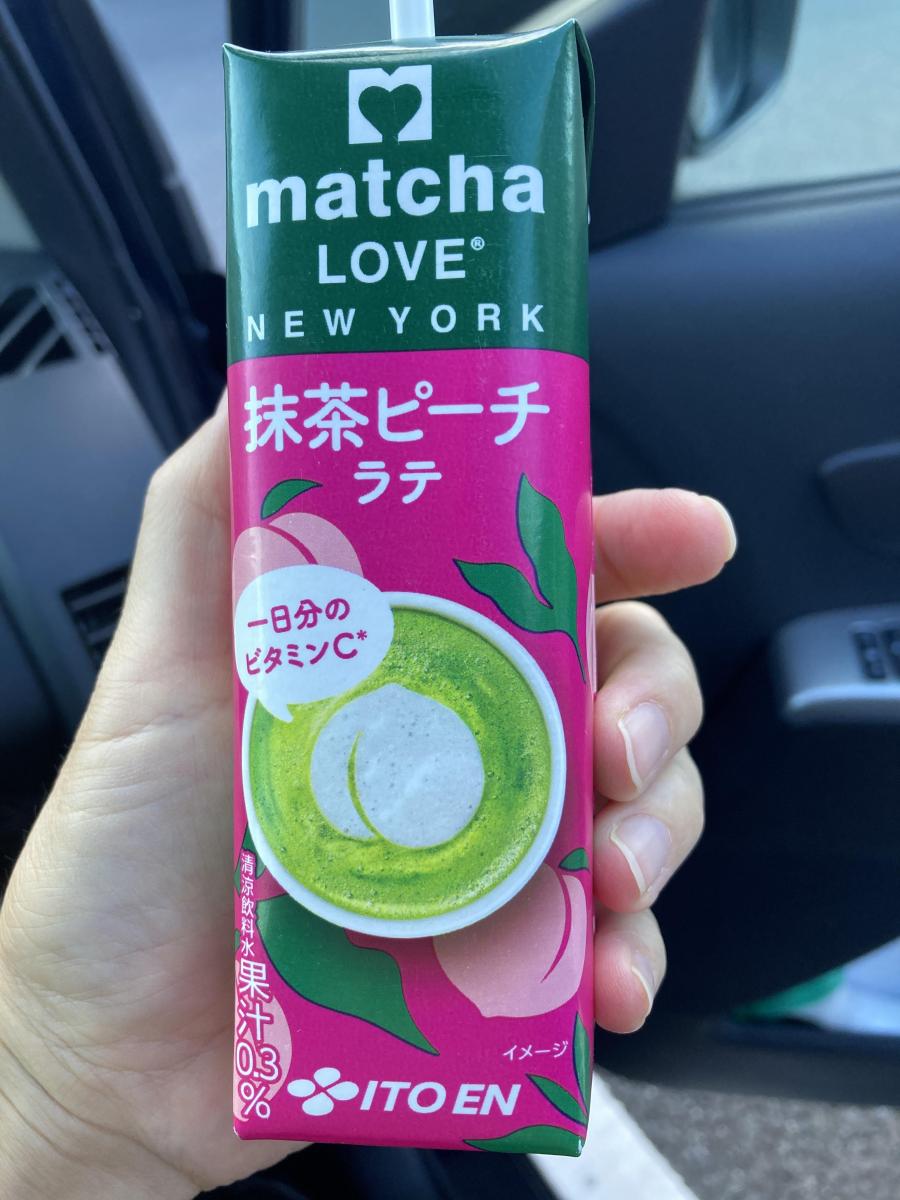 matcha
LOVE®
NEW YORK
抹茶ピーチ
ラテ
一日分の
ビタミンC*
清涼飲料水 果汁0.3%
イメージ
ITO EN